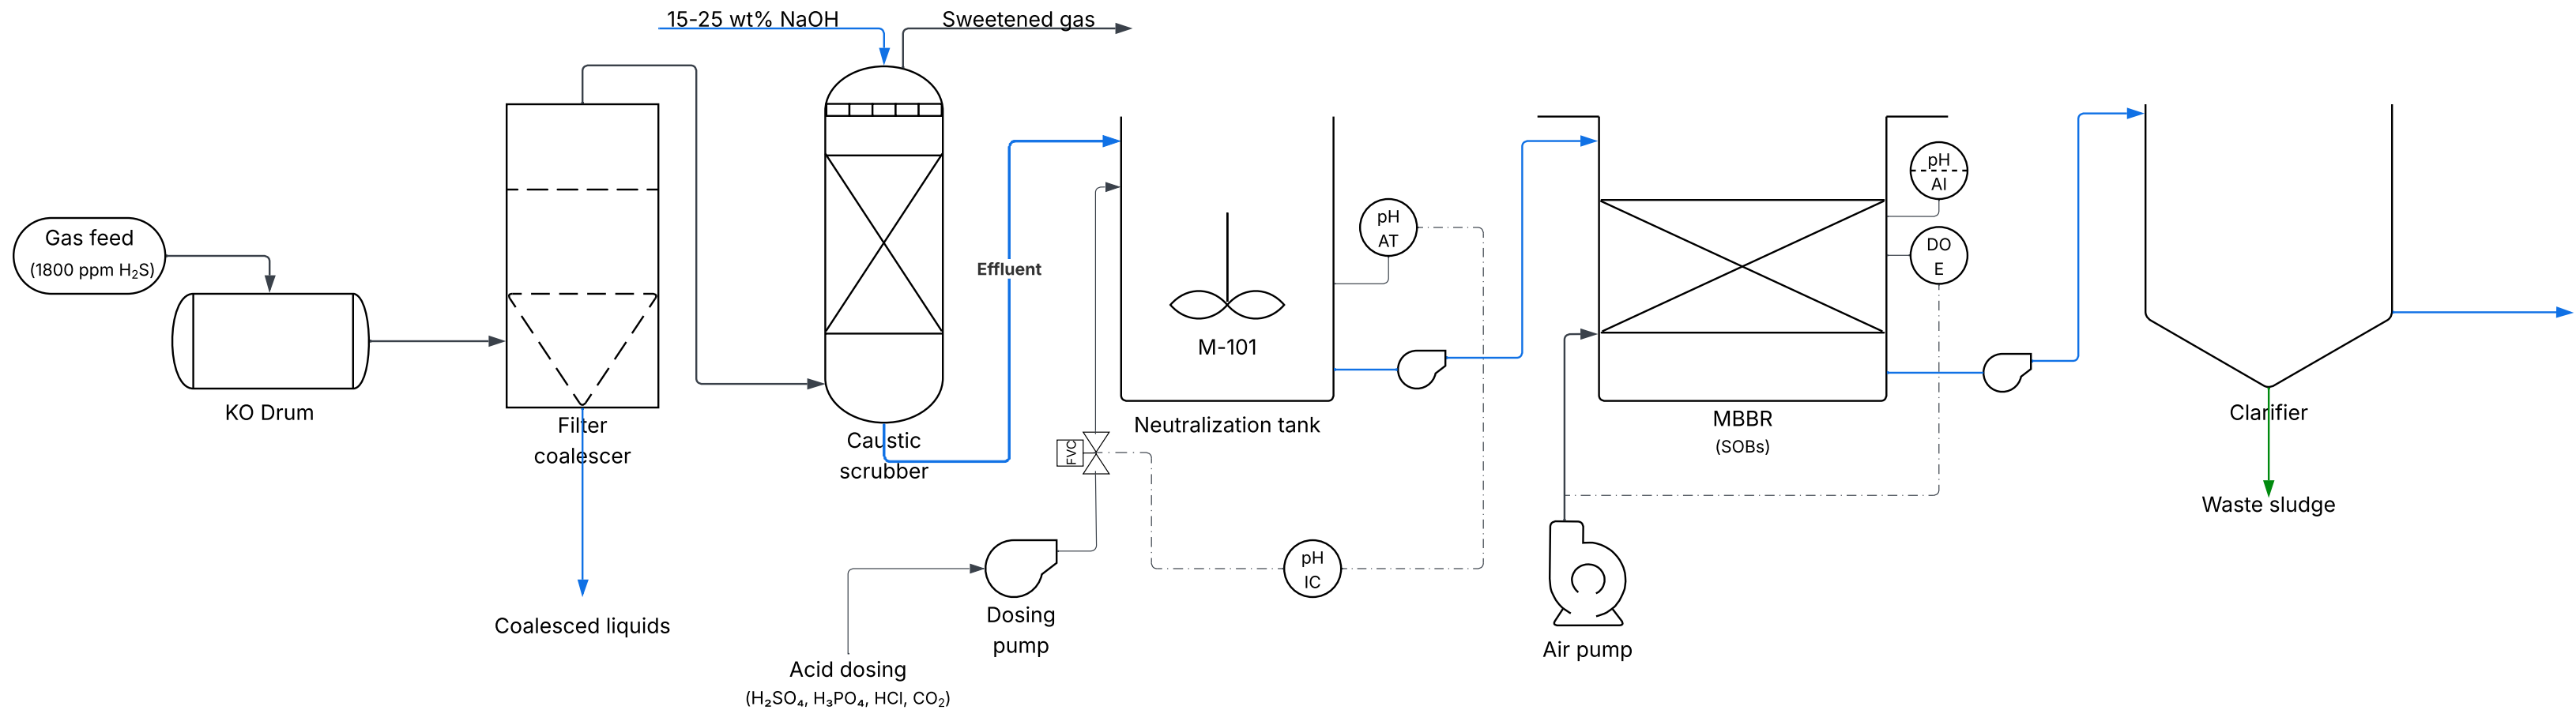 15-25 wt% NaOH
Sweetened gas
Gas feed
(1800 ppm H₂S)
KO Drum
Filter
coalescer
Coalesced liquids
Caustic
scrubber
Effluent
M-101
Neutralization tank
pH
AT
FVC
pH
IC
Dosing
pump
Acid dosing
(H₂SO₄, H₃PO₄, HCl, CO₂)
MBBR
(SOBs)
pH
AI
DO
E
Air pump
Clarifier
Waste sludge